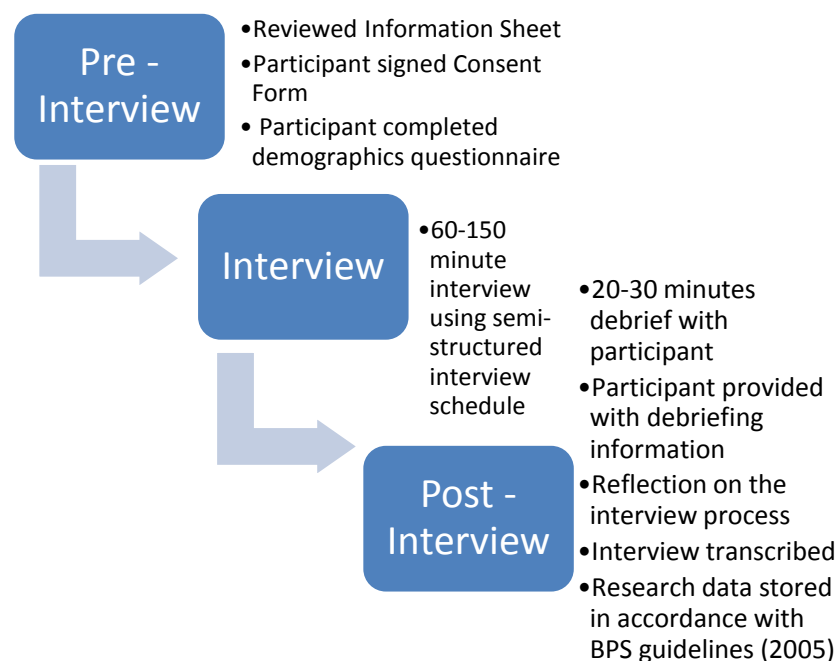 Pre -
Interview
•Reviewed Information Sheet
•Participant signed Consent
Form
• Participant completed
demographics questionnaire
Interview
•60-150
minute
interview
using semi-
structured
interview
schedule
Post -
Interview
•20-30 minutes
debrief with
participant
•Participant provided
with debriefing
information
•Reflection on the
interview process
•Interview transcribed
•Research data stored
in accordance with
BPS guidelines (2005)